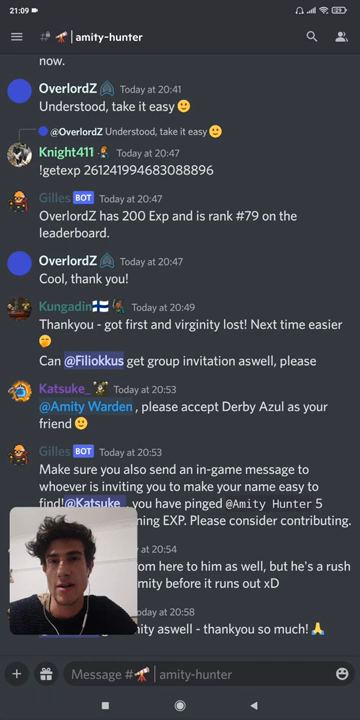 21:09
# | amity-hunter
now.
OverlordZ Today at 20:41
Understood, take it easy 🙂
@OverlordZ Understood, take it easy 🙂
Knight411 Today at 20:47
!getexp 261241994683088896
Gilles BOT Today at 20:47
OverlordZ has 200 Exp and is rank #79 on the
leaderboard.
OverlordZ Today at 20:47
Cool, thank you!
Kungadin Today at 20:49
Thankyou - got first and virginity lost! Next time easier
🤭
Can @Filiokkus get group invitation aswell, please
Katsuke_ Today at 20:53
@Amity Warden , please accept Derby Azul as your
friend 🙂
Gilles BOT Today at 20:53
Make sure you also send an in-game message to
whoever is inviting you to make your name easy to
find!@Katsuke_, you have pinged @Amity Hunter 5
EXP. Please consider contributing.
at 20:54
from here to him as well, but he's a rush
before it runs out xD
Today at 20:58
aswell - thankyou so much! 🙏
Message # | amity-hunter